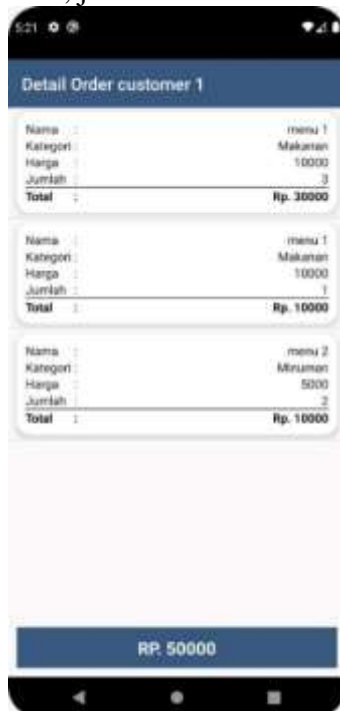 5:21
Detail Order customer 1
Nama : menu 1
Kategori : Makanan
Harga : 10000
Jumlah : 3
Total : Rp. 30000
Nama : menu 1
Kategori : Makanan
Harga : 10000
Jumlah : 1
Total : Rp. 10000
Nama : menu 2
Kategori : Minuman
Harga : 5000
Jumlah : 2
Total : Rp. 10000
RP. 50000